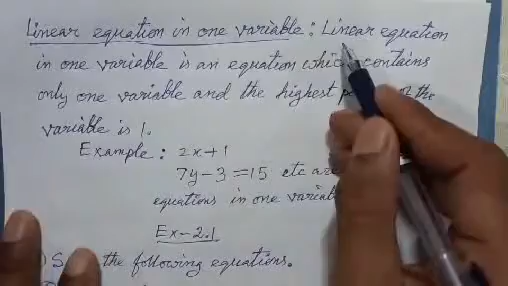 Linear equation in one variable : Linear equation
in one variable is an equation which contains
only one variable and the highest the
variable is 1.
Example : 2x+1
7y-3=15 etc are
equations in one
Ex-2.1
the following equations.